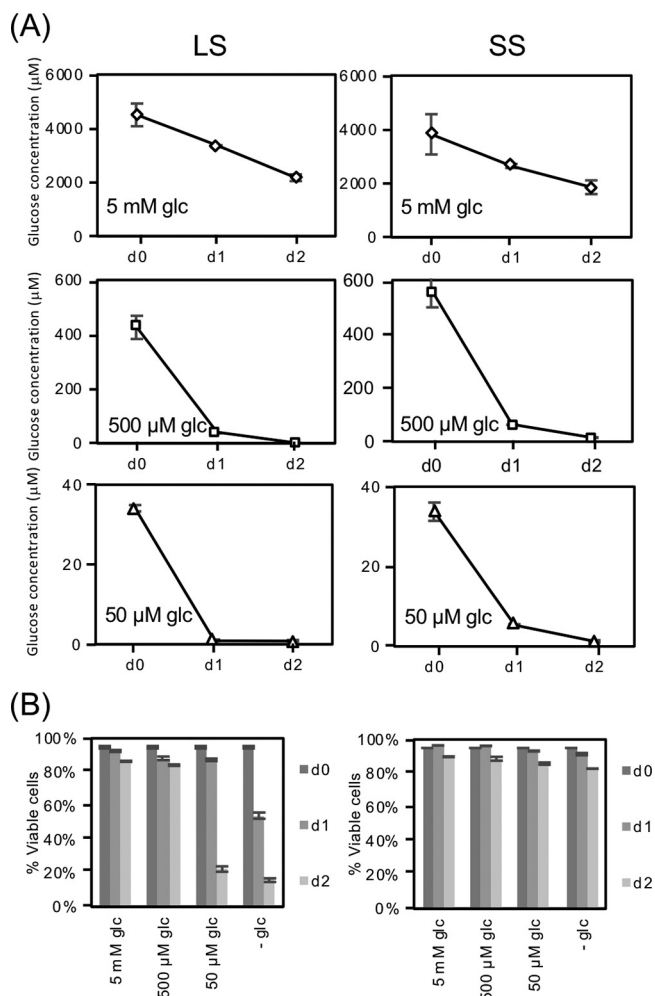 (A)
LS
SS
Glucose concentration (µM)
6000
4000
2000
0
5 mM glc
d0
d1
d2
6000
4000
2000
0
5 mM glc
d0
d1
d2
Glucose concentration (µM)
600
400
200
0
500 µM glc
d0
d1
d2
600
400
200
0
500 µM glc
d0
d1
d2
Glucose concentration (µM)
40
20
0
50 µM glc
d0
d1
d2
40
20
0
50 µM glc
d0
d1
d2
(B)
% Viable cells
100%
80%
60%
40%
20%
0%
5 mM glc
500 µM glc
50 µM glc
- glc
d0
d1
d2
% Viable cells
100%
80%
60%
40%
20%
0%
5 mM glc
500 µM glc
50 µM glc
- glc
d0
d1
d2